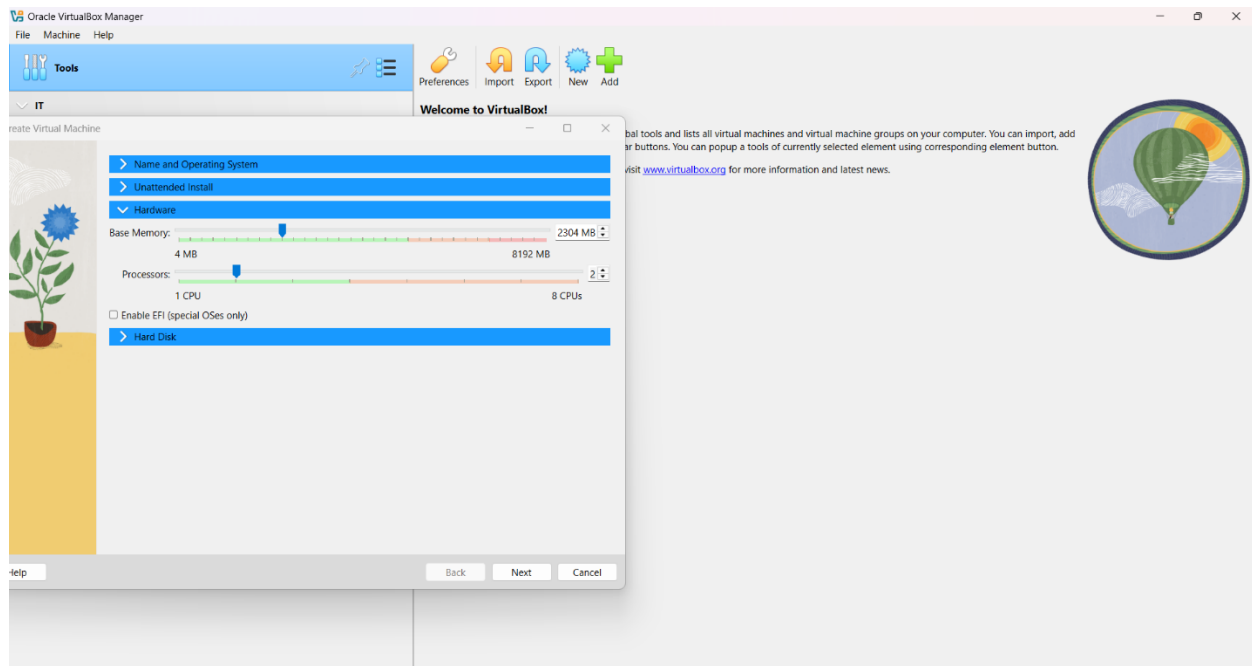 Oracle VirtualBox Manager
File Machine Help
Tools
Preferences Import Export New Add
IT
Welcome to VirtualBox!
reate Virtual Machine
bal tools and lists all virtual machines and virtual machine groups on your computer. You can import, add
ar buttons. You can popup a tools of currently selected element using corresponding element button.
visit www.virtualbox.org for more information and latest news.
Name and Operating System
Unattended Install
Hardware
Base Memory: 2304 MB
4 MB 8192 MB
Processors: 2
1 CPU 8 CPUs
Enable EFI (special OSes only)
Hard Disk
Help Back Next Cancel